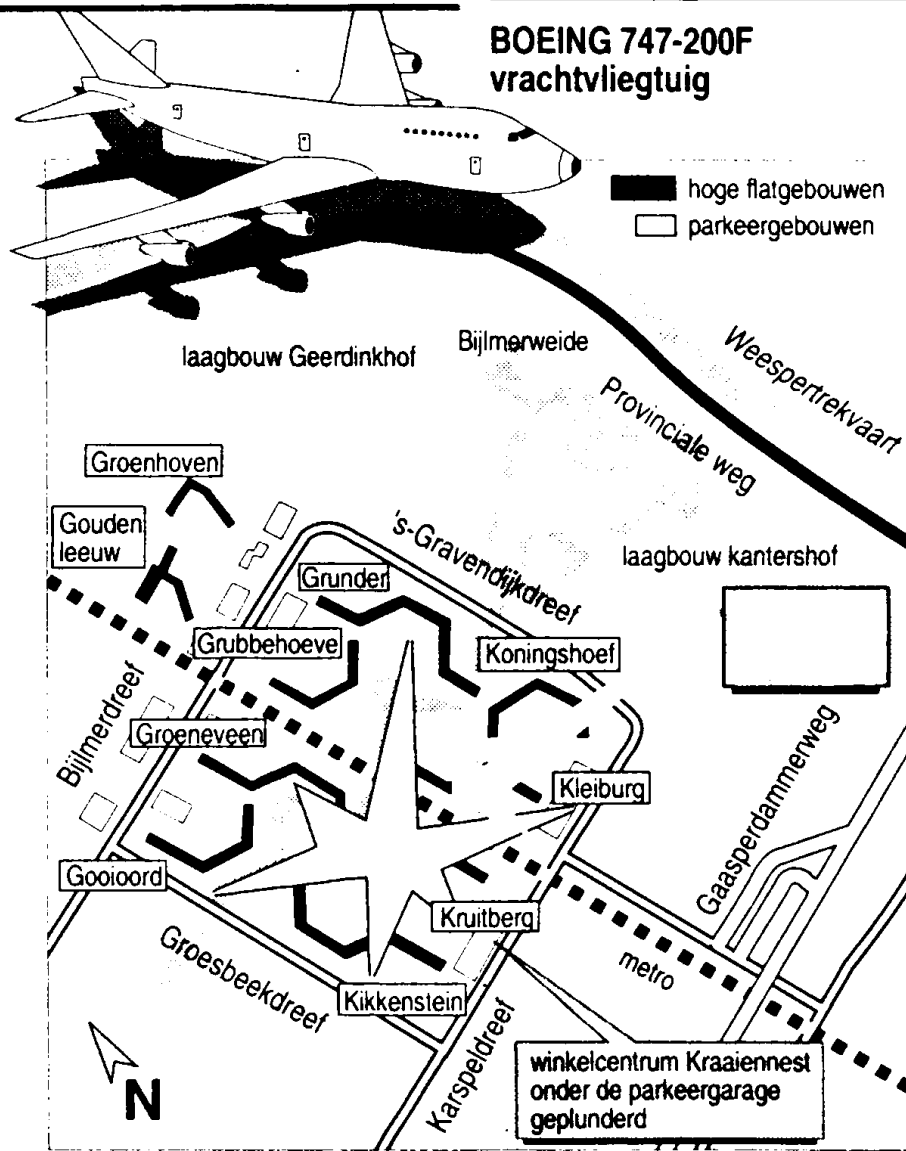 BOEING 747-200F
vrachtvliegtuig
hoge flatgebouwen
parkeergebouwen
laagbouw Geerdinkhof
Bijlmerweide
Weespertrekvaart
Provinciale weg
Groenhoven
Gouden
leeuw
's-Gravendijkdreef
laagbouw kantershof
Grunder
Grubbehoeve
Koningshoef
Bijlmerdreef
Groeneveen
Kleiburg
Gaasperdammerweg
Gooioord
Kruitberg
Groesbeekdreef
metro
Kikkenstein
Karspeldreef
N
winkelcentrum Kraaiennest
onder de parkeergarage
geplunderd